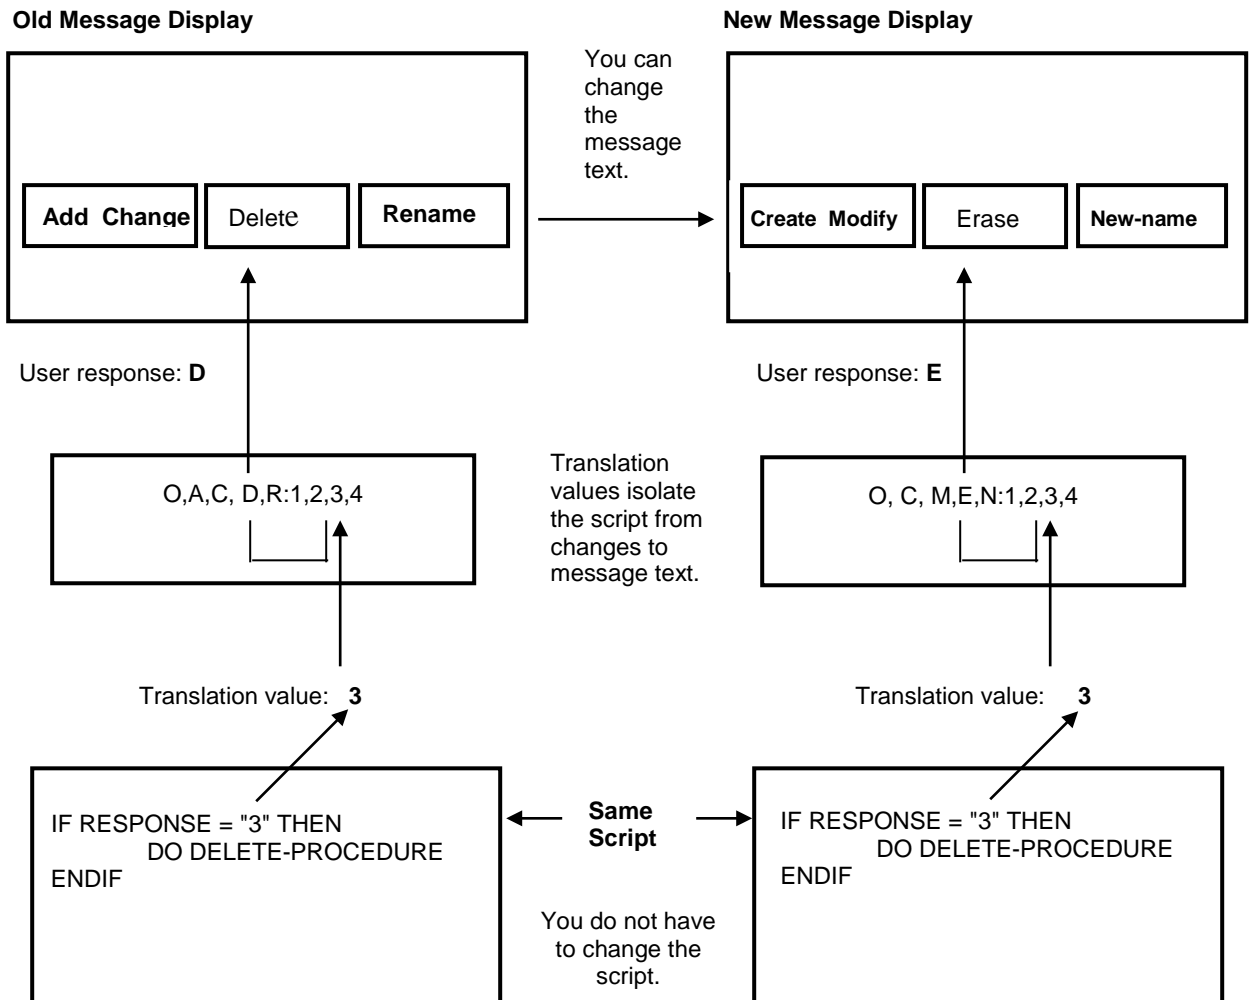 Old Message Display
New Message Display
You can
change
the
message
text.
Add Change
Delete
Rename
Create Modify
Erase
New-name
User response: D
User response: E
O,A,C, D,R:1,2,3,4
Translation
values isolate
the script from
changes to
message text.
O, C, M,E,N:1,2,3,4
Translation value: 3
Translation value: 3
IF RESPONSE = "3" THEN
DO DELETE-PROCEDURE
ENDIF
Same
Script
IF RESPONSE = "3" THEN
DO DELETE-PROCEDURE
ENDIF
You do not have
to change the
script.